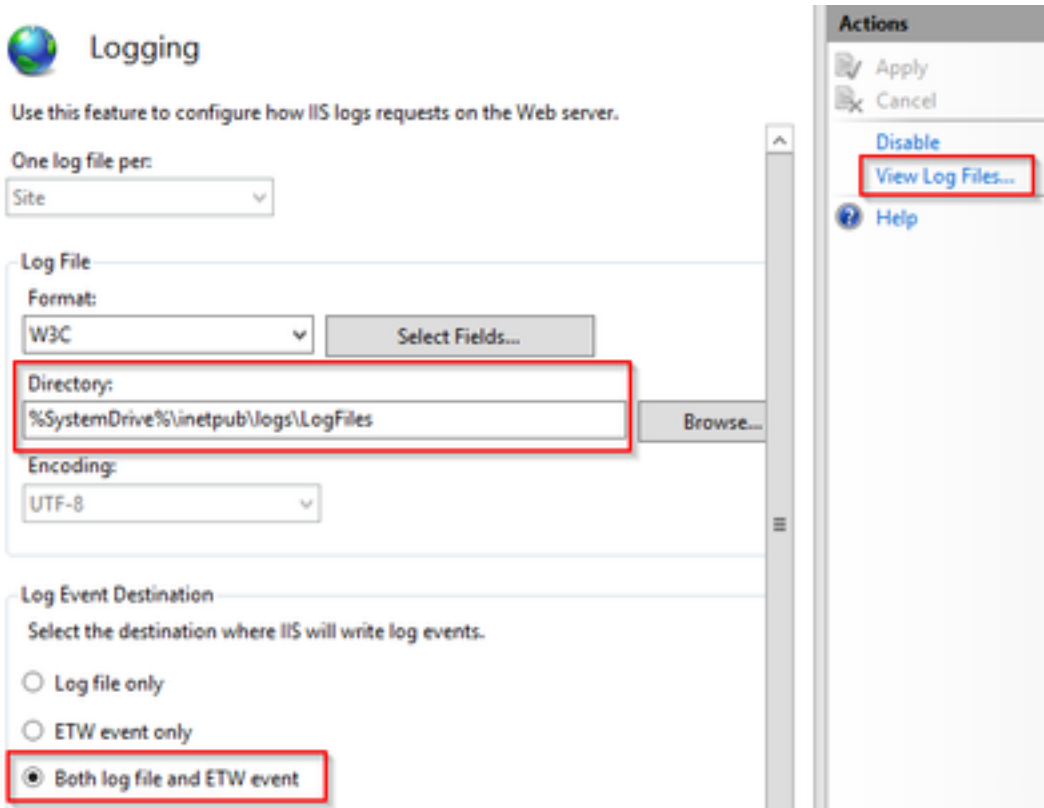 Logging
Use this feature to configure how IIS logs requests on the Web server.
One log file per:
Site
Log File
Format:
W3C
Select Fields...
Directory:
%SystemDrive%\inetpub\logs\LogFiles
Browse...
Encoding:
UTF-8
Log Event Destination
Select the destination where IIS will write log events.
Log file only
ETW event only
Both log file and ETW event
Actions
Apply
Cancel
Disable
View Log Files...
Help